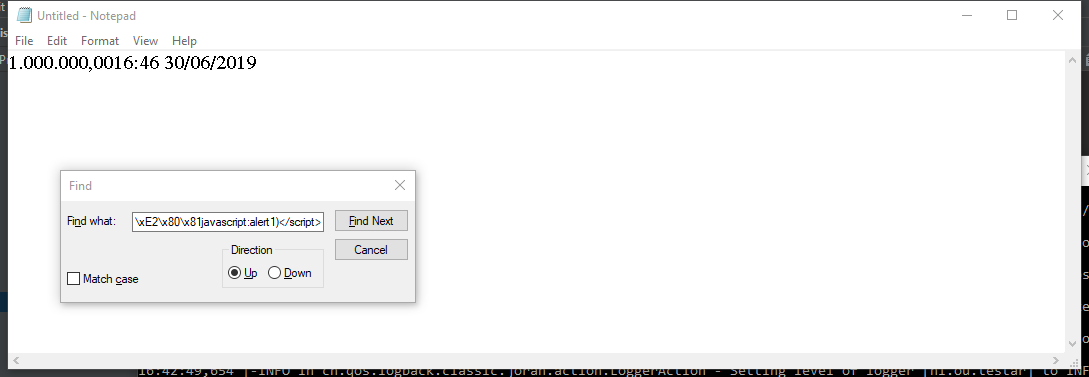 Untitled - Notepad
File Edit Format View Help
1.000.000,0016:46 30/06/2019
Find
Find what: \xE2\x80\x81javascript:alert1)</script> Find Next
Direction Cancel
Match case Up Down
16:42:49,654 |-INFO in ch.qos.logback.classic.joran.action.LoggerAction - Setting level of logger [nl.ou.testar] to INF